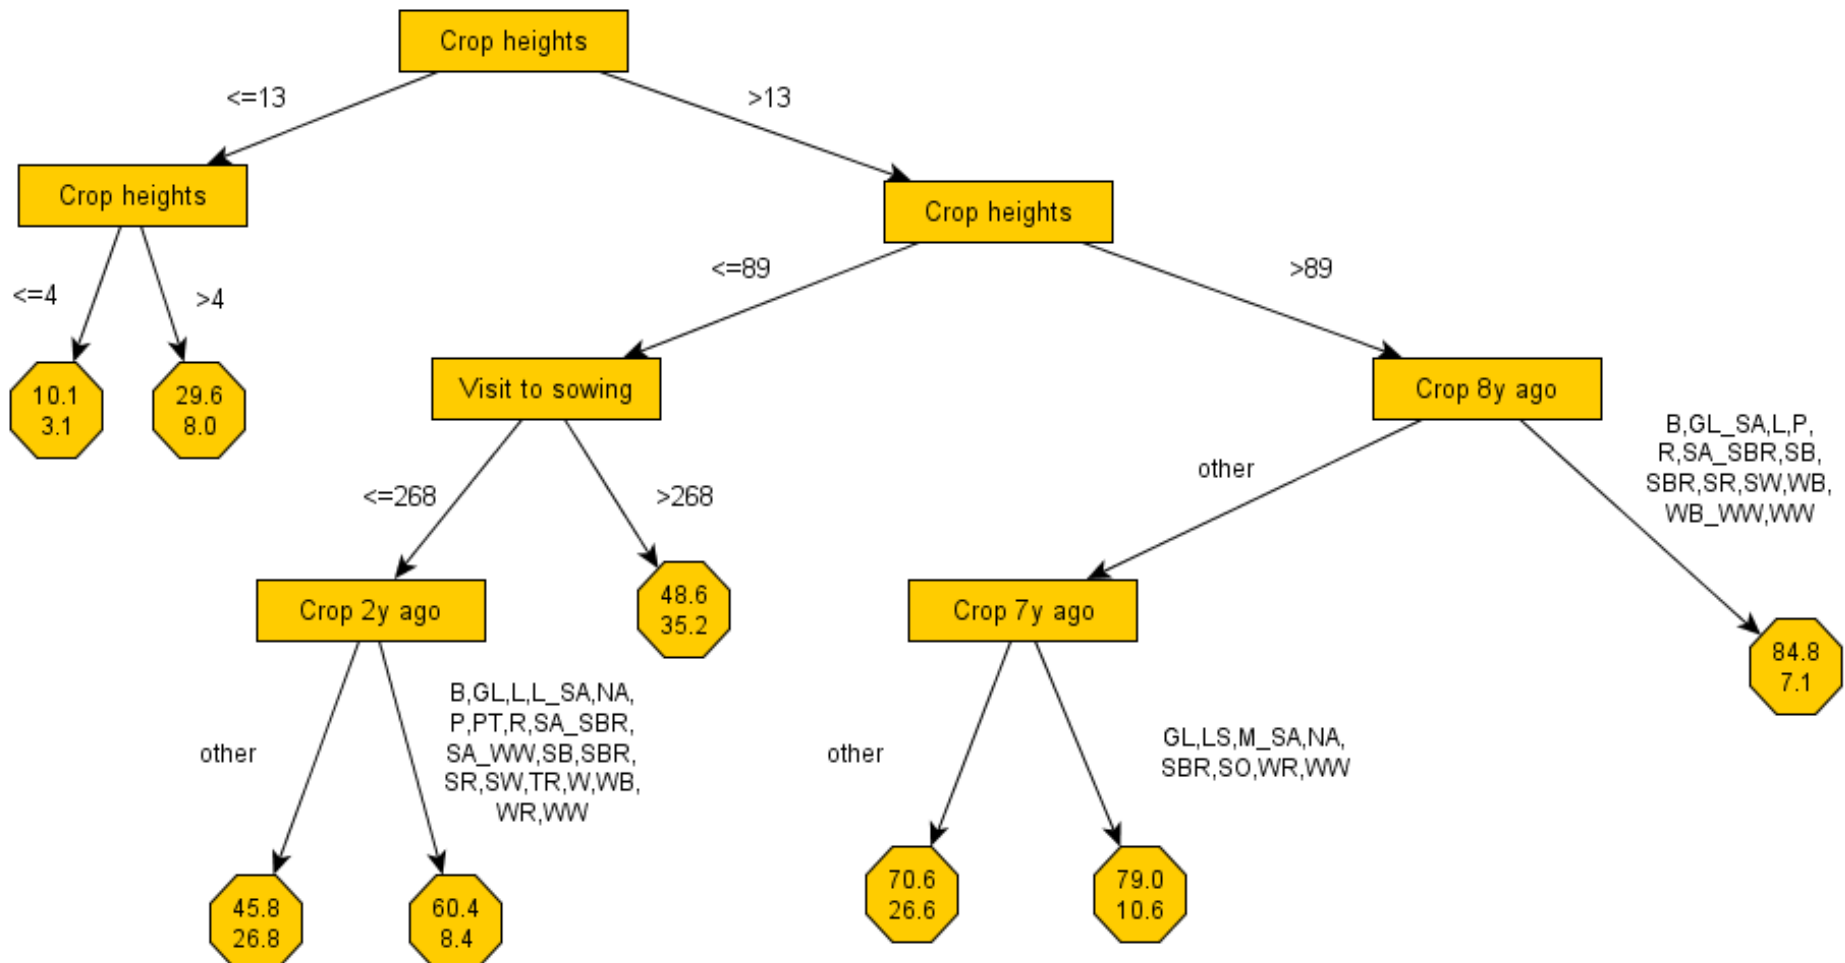 Crop heights
<=13
>13
Crop heights
Crop heights
<=4
>4
<=89
>89
10.1
3.1
29.6
8.0
Visit to sowing
Crop 8y ago
<=268
>268
other
B,GL_SA,L,P,
R,SA_SBR,SB,
SBR,SR,SW,WB,
WB_WW,WW
Crop 2y ago
48.6
35.2
Crop 7y ago
84.8
7.1
other
B,GL,L,L_SA,NA,
P,PT,R,SA_SBR,
SA_WW,SB,SBR,
SR,SW,TR,W,WB,
WR,WW
other
GL,LS,M_SA,NA,
SBR,SO,WR,WW
45.8
26.8
60.4
8.4
70.6
26.6
79.0
10.6